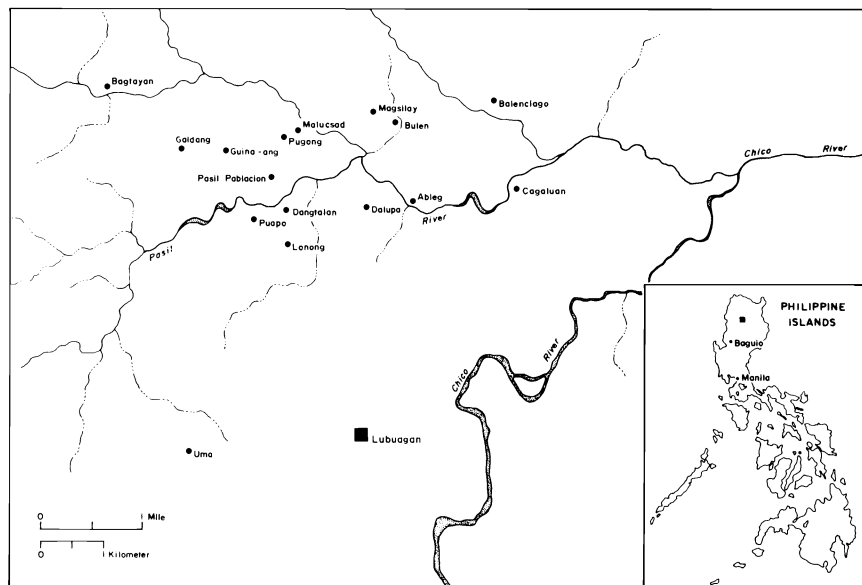 Bagtayan
Balenciago
Magsilay
Malucsad
Bulen
Galdang
Guina-ang
Pugong
Chico
River
Pasil Poblacion
Cagaluan
Ableg
Dangtalan
Dalupa
River
Puapo
Pasil
Lonong
PHILIPPINE
ISLANDS
Baguio
River
Chico
Manila
Lubuagan
Uma
0 1 Mile
0 1 Kilometer